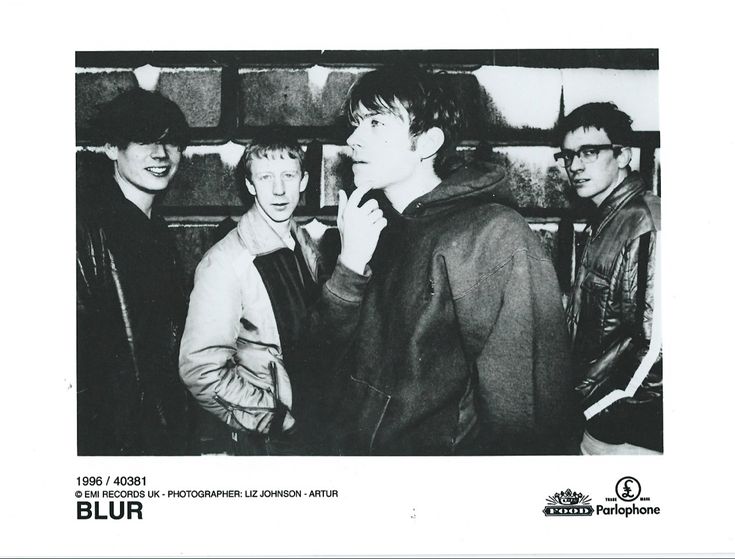 1996 / 40381
© EMI RECORDS UK - PHOTOGRAPHER: LIZ JOHNSON - ARTUR
BLUR
FOOD
TRADE £ MARK
Parlophone